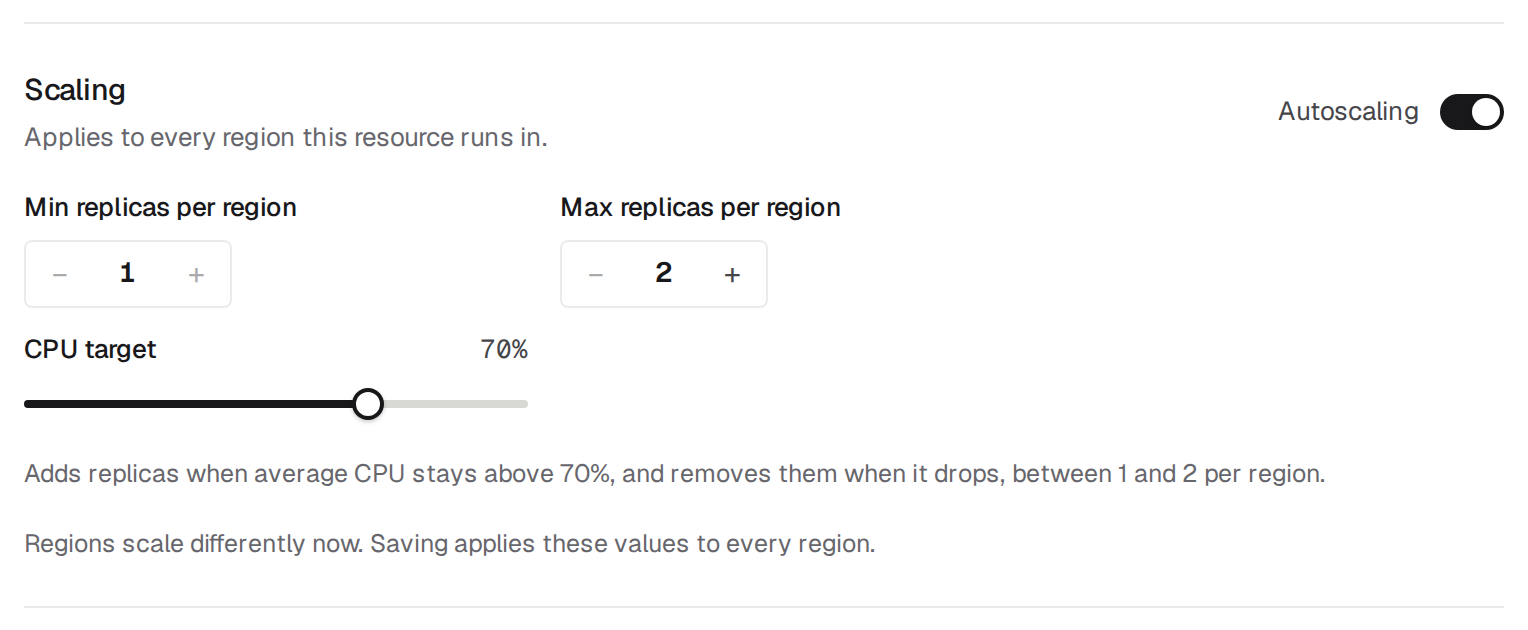 Scaling
Autoscaling
Applies to every region this resource runs in.
Min replicas per region
Max replicas per region
− 1 +
− 2 +
CPU target
70%
Adds replicas when average CPU stays above 70%, and removes them when it drops, between 1 and 2 per region.
Regions scale differently now. Saving applies these values to every region.